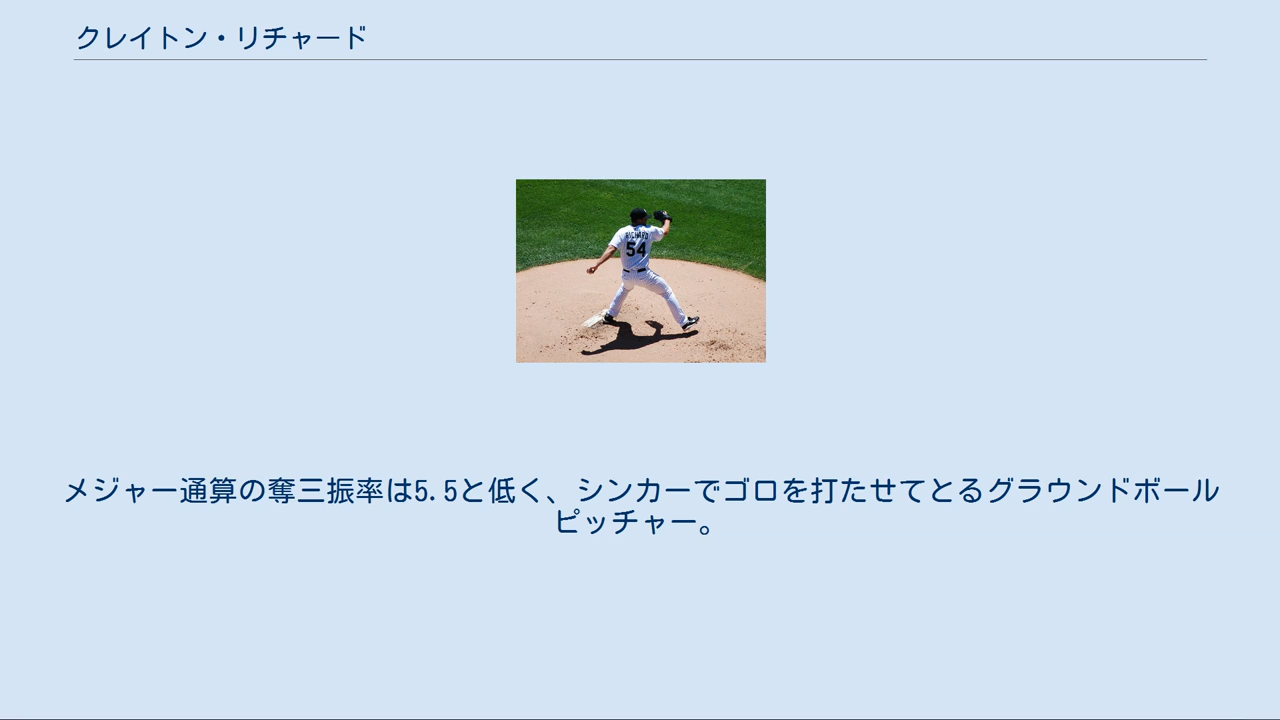 クレイトン・リチャード
RICHARD
54
メジャー通算の奪三振率は5.5と低く、シンカーでゴロを打たせてとるグラウンドボール
ピッチャー。